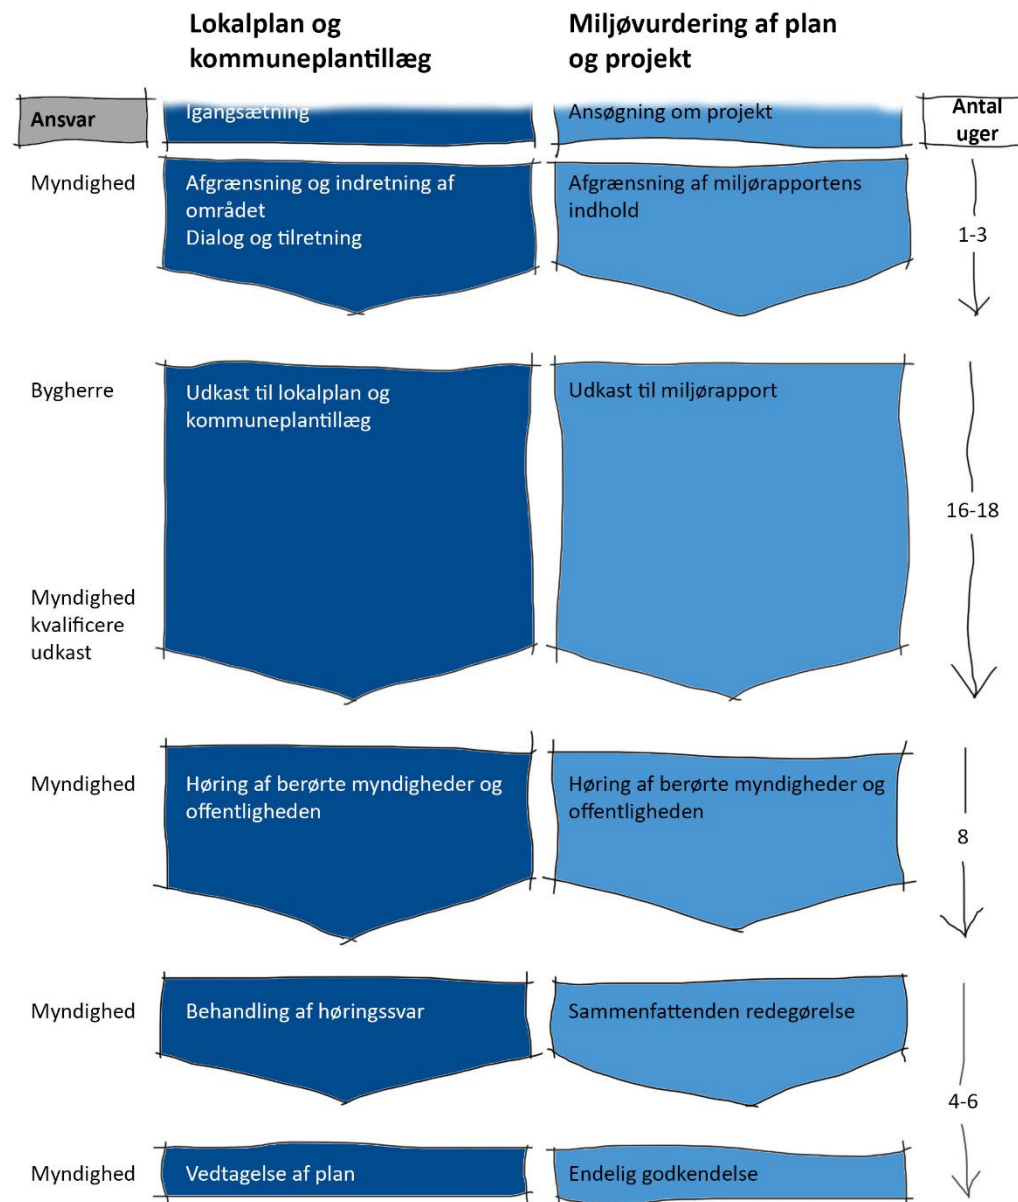 Lokalplan og
kommuneplantillæg
Miljøvurdering af plan
og projekt
Ansvar
Igangsætning
Ansøgning om projekt
Antal
uger
Myndighed
Afgrænsning og indretning af
området
Dialog og tilretning
Afgrænsning af miljørapportens
indhold
1-3
Bygherre
Udkast til lokalplan og
kommuneplantillæg
Udkast til miljørapport
16-18
Myndighed
kvalificere
udkast
Myndighed
Høring af berørte myndigheder og
offentligheden
Høring af berørte myndigheder og
offentligheden
8
Myndighed
Behandling af høringssvar
Sammenfattenden redegørelse
4-6
Myndighed
Vedtagelse af plan
Endelig godkendelse